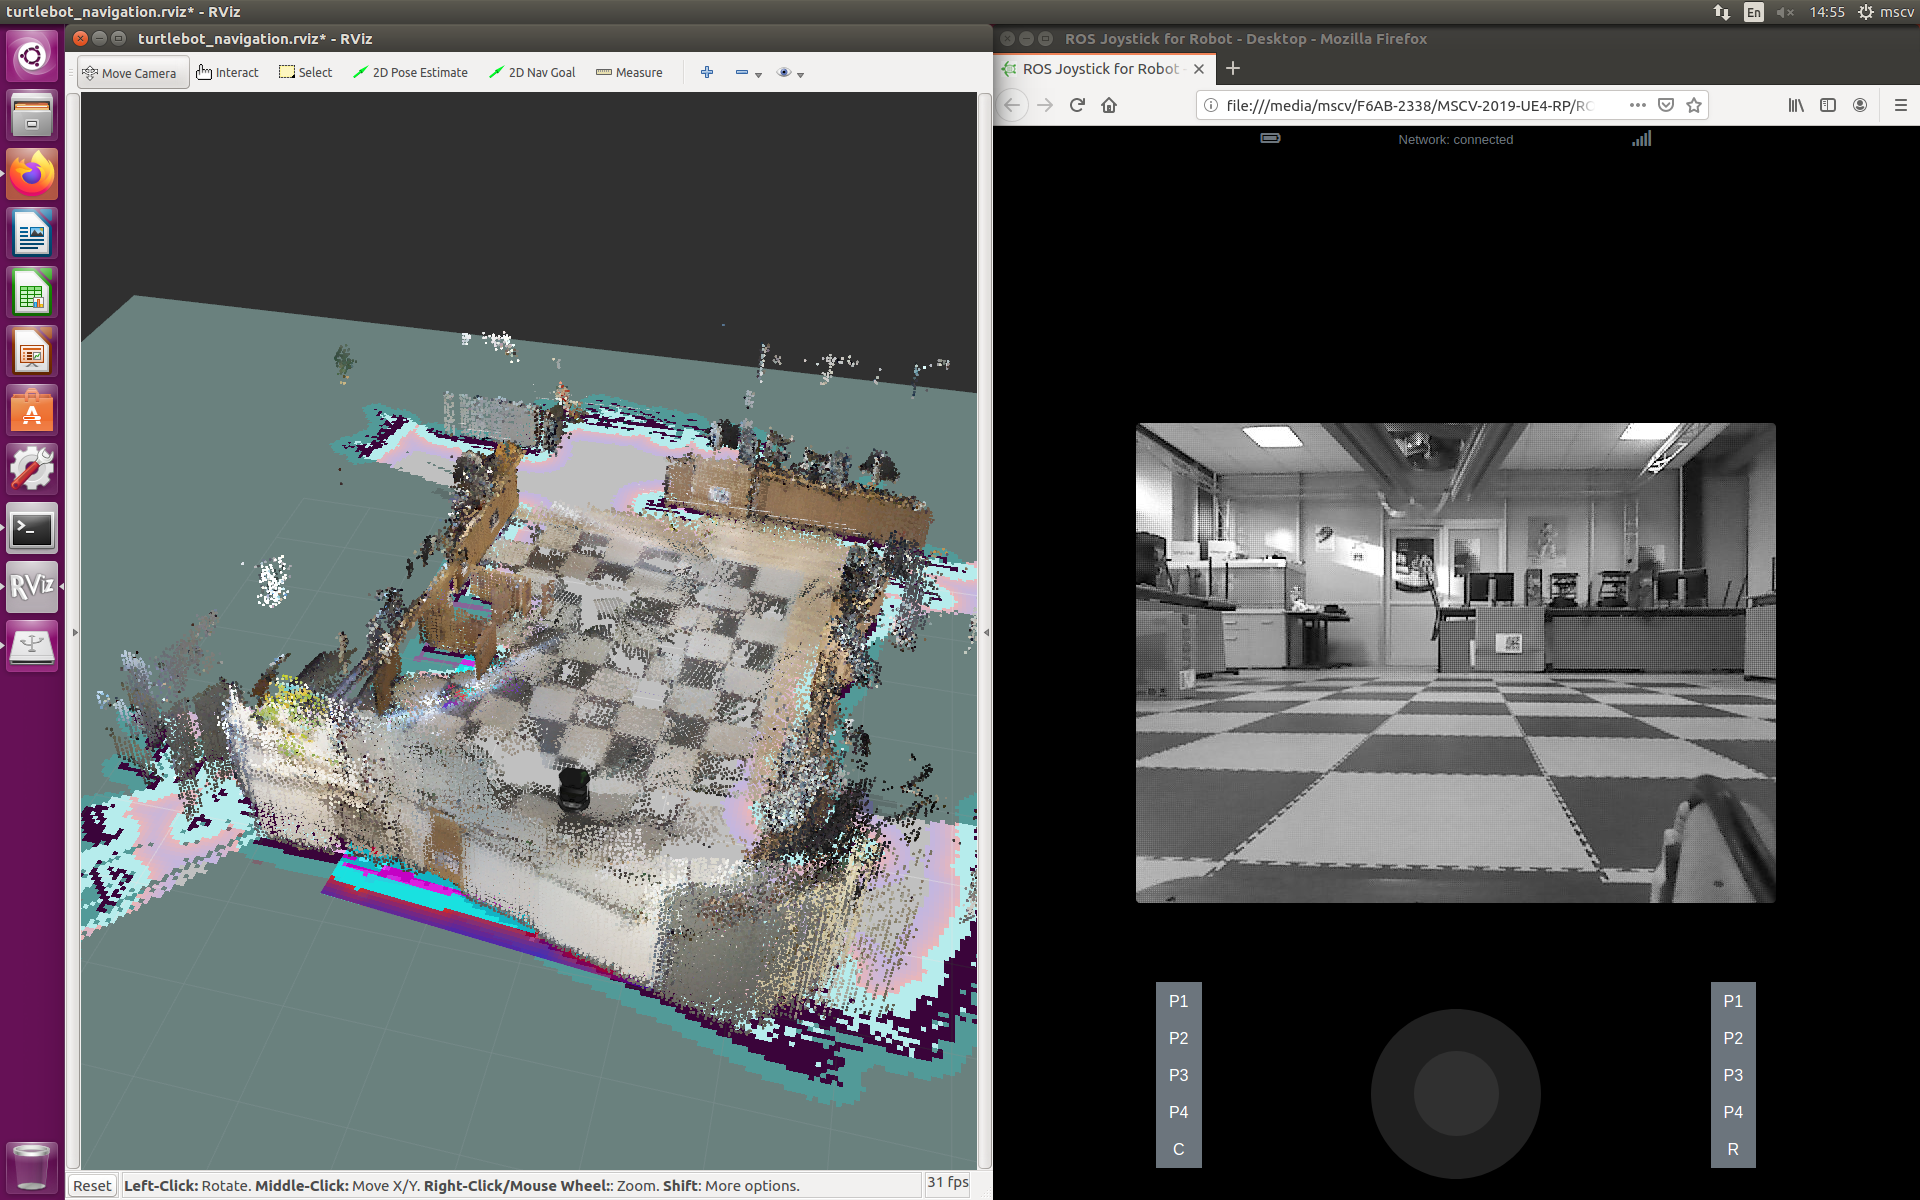 turtlebot_navigation.rviz* - RViz
En
14:55
mscv
turtlebot_navigation.rviz* - RViz
Move Camera
Interact
Select
2D Pose Estimate
2D Nav Goal
Measure
RViz
Reset
Left-Click: Rotate. Middle-Click: Move X/Y. Right-Click/Mouse Wheel:: Zoom. Shift: More options.
31 fps
ROS Joystick for Robot - Desktop - Mozilla Firefox
ROS Joystick for Robot -
file:///media/mscv/F6AB-2338/MSCV-2019-UE4-RP/RO
Network: connected
P1
P2
P3
P4
C
P1
P2
P3
P4
R